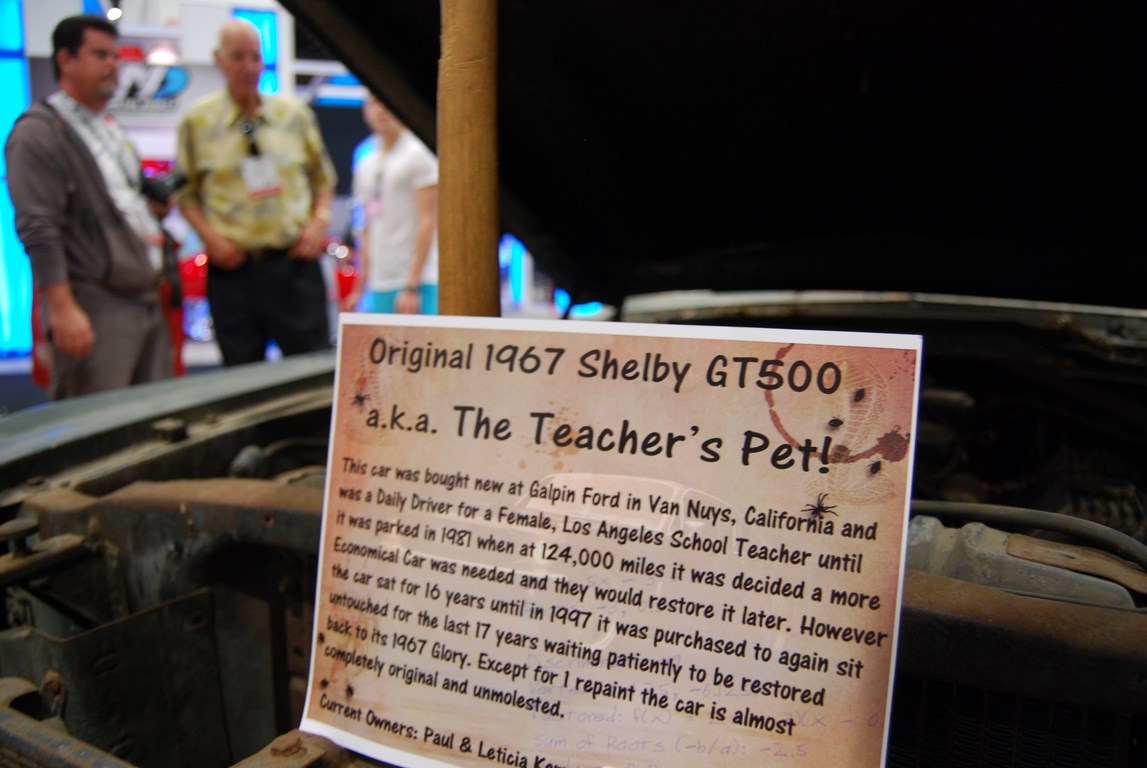 Original 1967 Shelby GT500
a.k.a. The Teacher's Pet!
This car was bought new at Galpin Ford in Van Nuys, California and
was a Daily Driver for a Female, Los Angeles School Teacher until
it was parked in 1981 when at 124,000 miles it was decided a more
Economical Car was needed and they would restore it later. However
the car sat for 16 years until in 1997 it was purchased to again sit
untouched for the last 17 years waiting patiently to be restored
back to its 1967 Glory. Except for 1 repaint the car is almost
completely original and unmolested.
Current Owners: Paul & Leticia
Sum of Roots (-b/a): -2.5